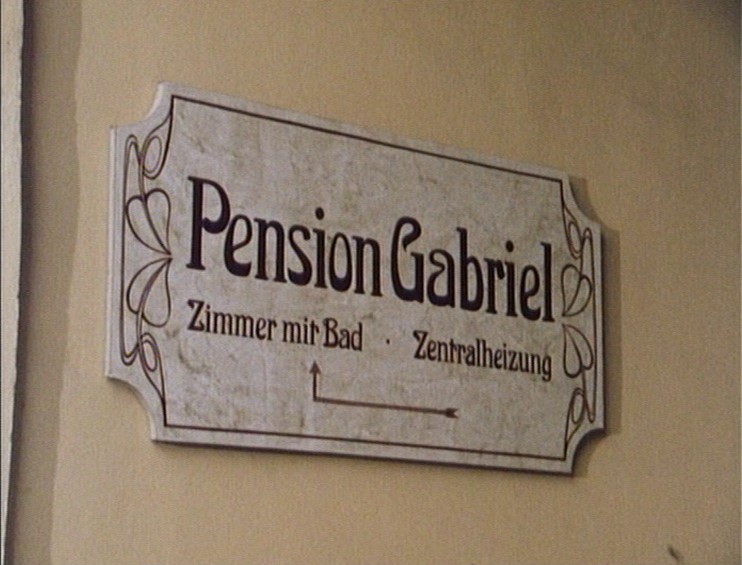 Pension Gabriel
Zimmer mit Bad · Zentralheizung